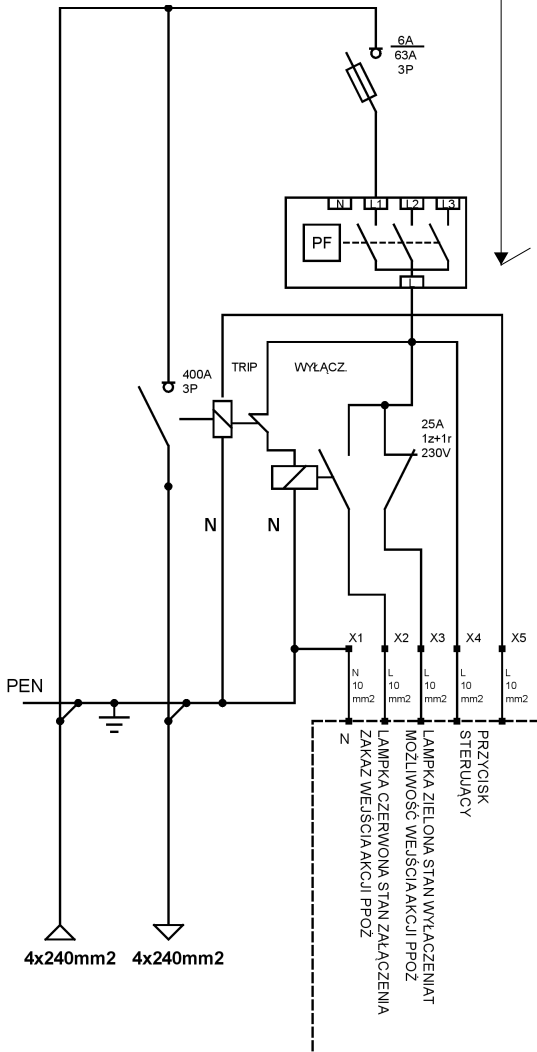 6A
63A
3P
N
L1
L2
L3
PF
L
400A
3P
TRIP
WYŁĄCZ.
25A
1z+1r
230V
N
N
X1
X2
X3
X4
X5
N
10
mm2
L
10
mm2
L
10
mm2
L
10
mm2
L
10
mm2
PEN
N
ZAKAZ WEJŚCIA AKCJI PPOŻ
LAMPKA CZERWONA STAN ZAŁĄCZENIA
MOŻLIWOŚĆ WEJŚCIA AKCJI PPOŻ
LAMPKA ZIELONA STAN WYŁACZENIAT
STERUJĄCY
PRZYCISK
4x240mm2
4x240mm2